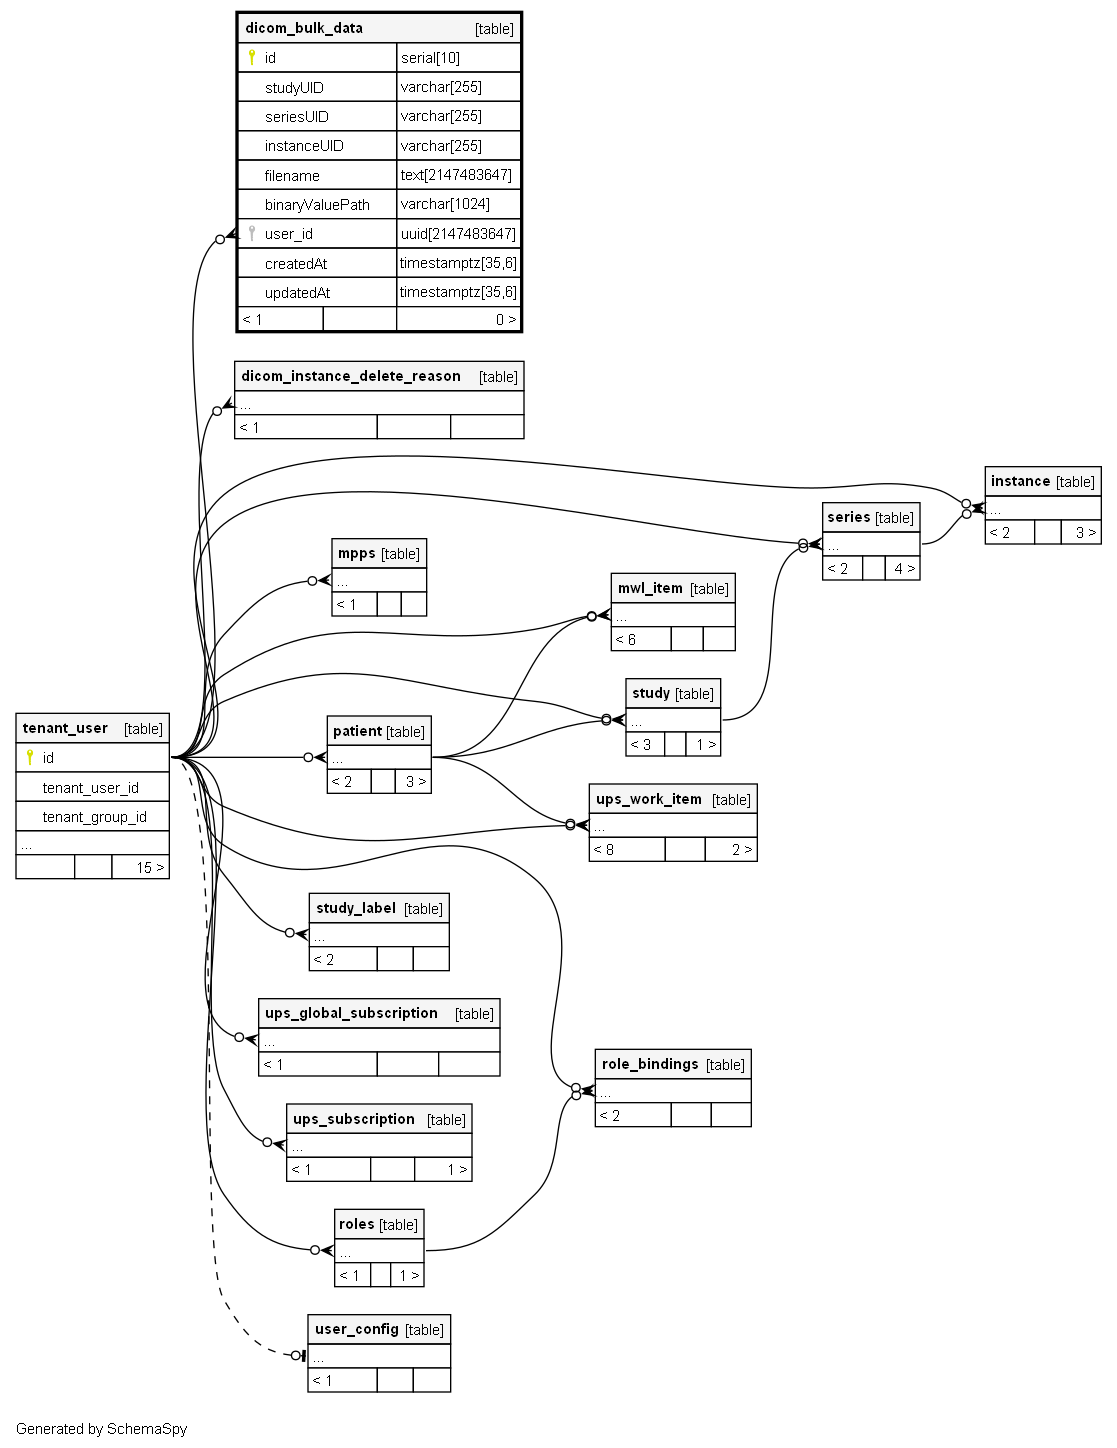 dicom_bulk_data [table]
id serial[10]
studyUID varchar[255]
seriesUID varchar[255]
instanceUID varchar[255]
filename text[2147483647]
binaryValuePath varchar[1024]
user_id uuid[2147483647]
createdAt timestamptz[35,6]
updatedAt timestamptz[35,6]
< 1 0 >
dicom_instance_delete_reason [table]
...
< 1
instance [table]
...
< 2 3 >
series [table]
...
< 2 4 >
mpps [table]
...
< 1
mwl_item [table]
...
< 6
study [table]
...
< 3 1 >
tenant_user [table]
id
tenant_user_id
tenant_group_id
...
15 >
patient [table]
...
< 2 3 >
ups_work_item [table]
...
< 8 2 >
study_label [table]
...
< 2
ups_global_subscription [table]
...
< 1
role_bindings [table]
...
< 2
ups_subscription [table]
...
< 1 1 >
roles [table]
...
< 1 1 >
user_config [table]
...
< 1
Generated by SchemaSpy